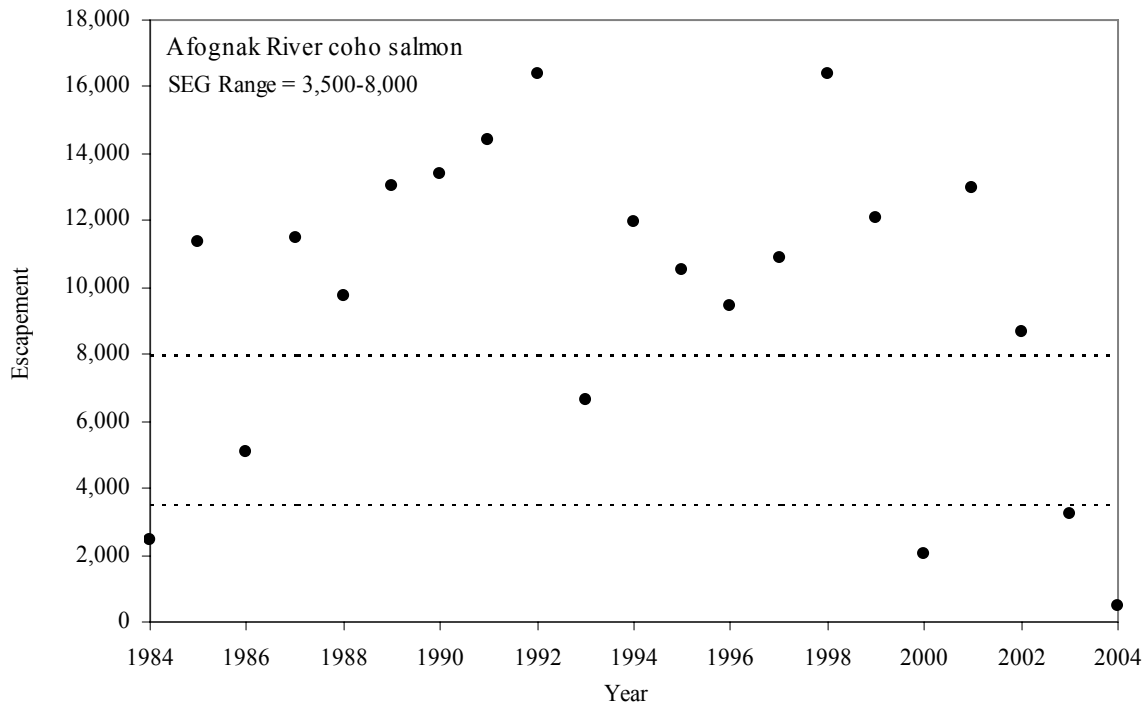 Afognak River coho salmon
SEG Range = 3,500-8,000
18,000
16,000
14,000
12,000
10,000
8,000
6,000
4,000
2,000
0
Escapement
1984 1986 1988 1990 1992 1994 1996 1998 2000 2002 2004
Year